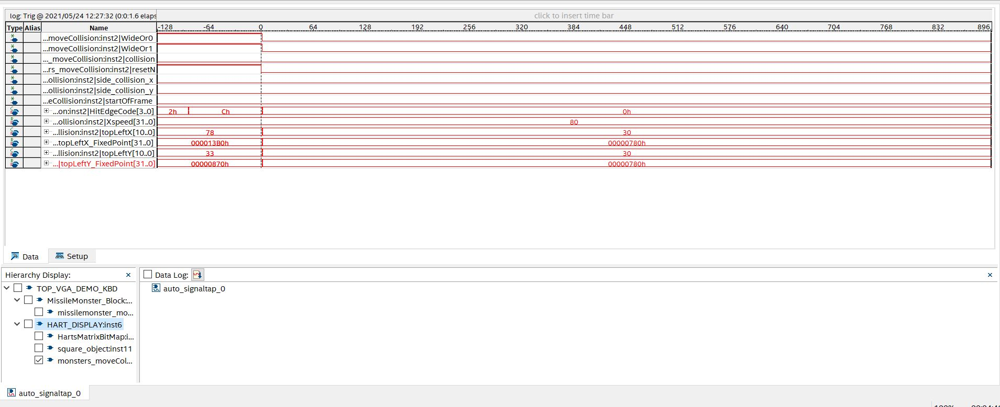 log: Trig @ 2021/05/24 12:27:32 (0:0:1.6 elaps
click to insert time bar
Type Alias Name -128 -64 0 64 128 192 256 320 384 448 512 576 640 704 768 832 896
...moveCollision:inst2|WideOr0
...moveCollision:inst2|WideOr1
..._moveCollision:inst2|collision
...rs_moveCollision:inst2|resetN
...ollision:inst2|side_collision_x
...ollision:inst2|side_collision_y
...eCollision:inst2|startOfFrame
...on:inst2|HitEdgeCode[3..0] 2h Ch 0h
...ollision:inst2|Xspeed[31..0] 80
...llision:inst2|topLeftX[10..0] 78 30
...topLeftX_FixedPoint[31..0] 000013B0h 00000780h
...llision:inst2|topLeftY[10..0] 33 30
...|topLeftY_FixedPoint[31..0] 00000870h 00000780h
Data Setup
Hierarchy Display:
TOP_VGA_DEMO_KBD
MissileMonster_Block:...
missilemonster_mo...
HART_DISPLAY:inst6
HartsMatrixBitMap:i...
square_object:inst11
monsters_moveCol...
Data Log:
auto_signaltap_0
auto_signaltap_0